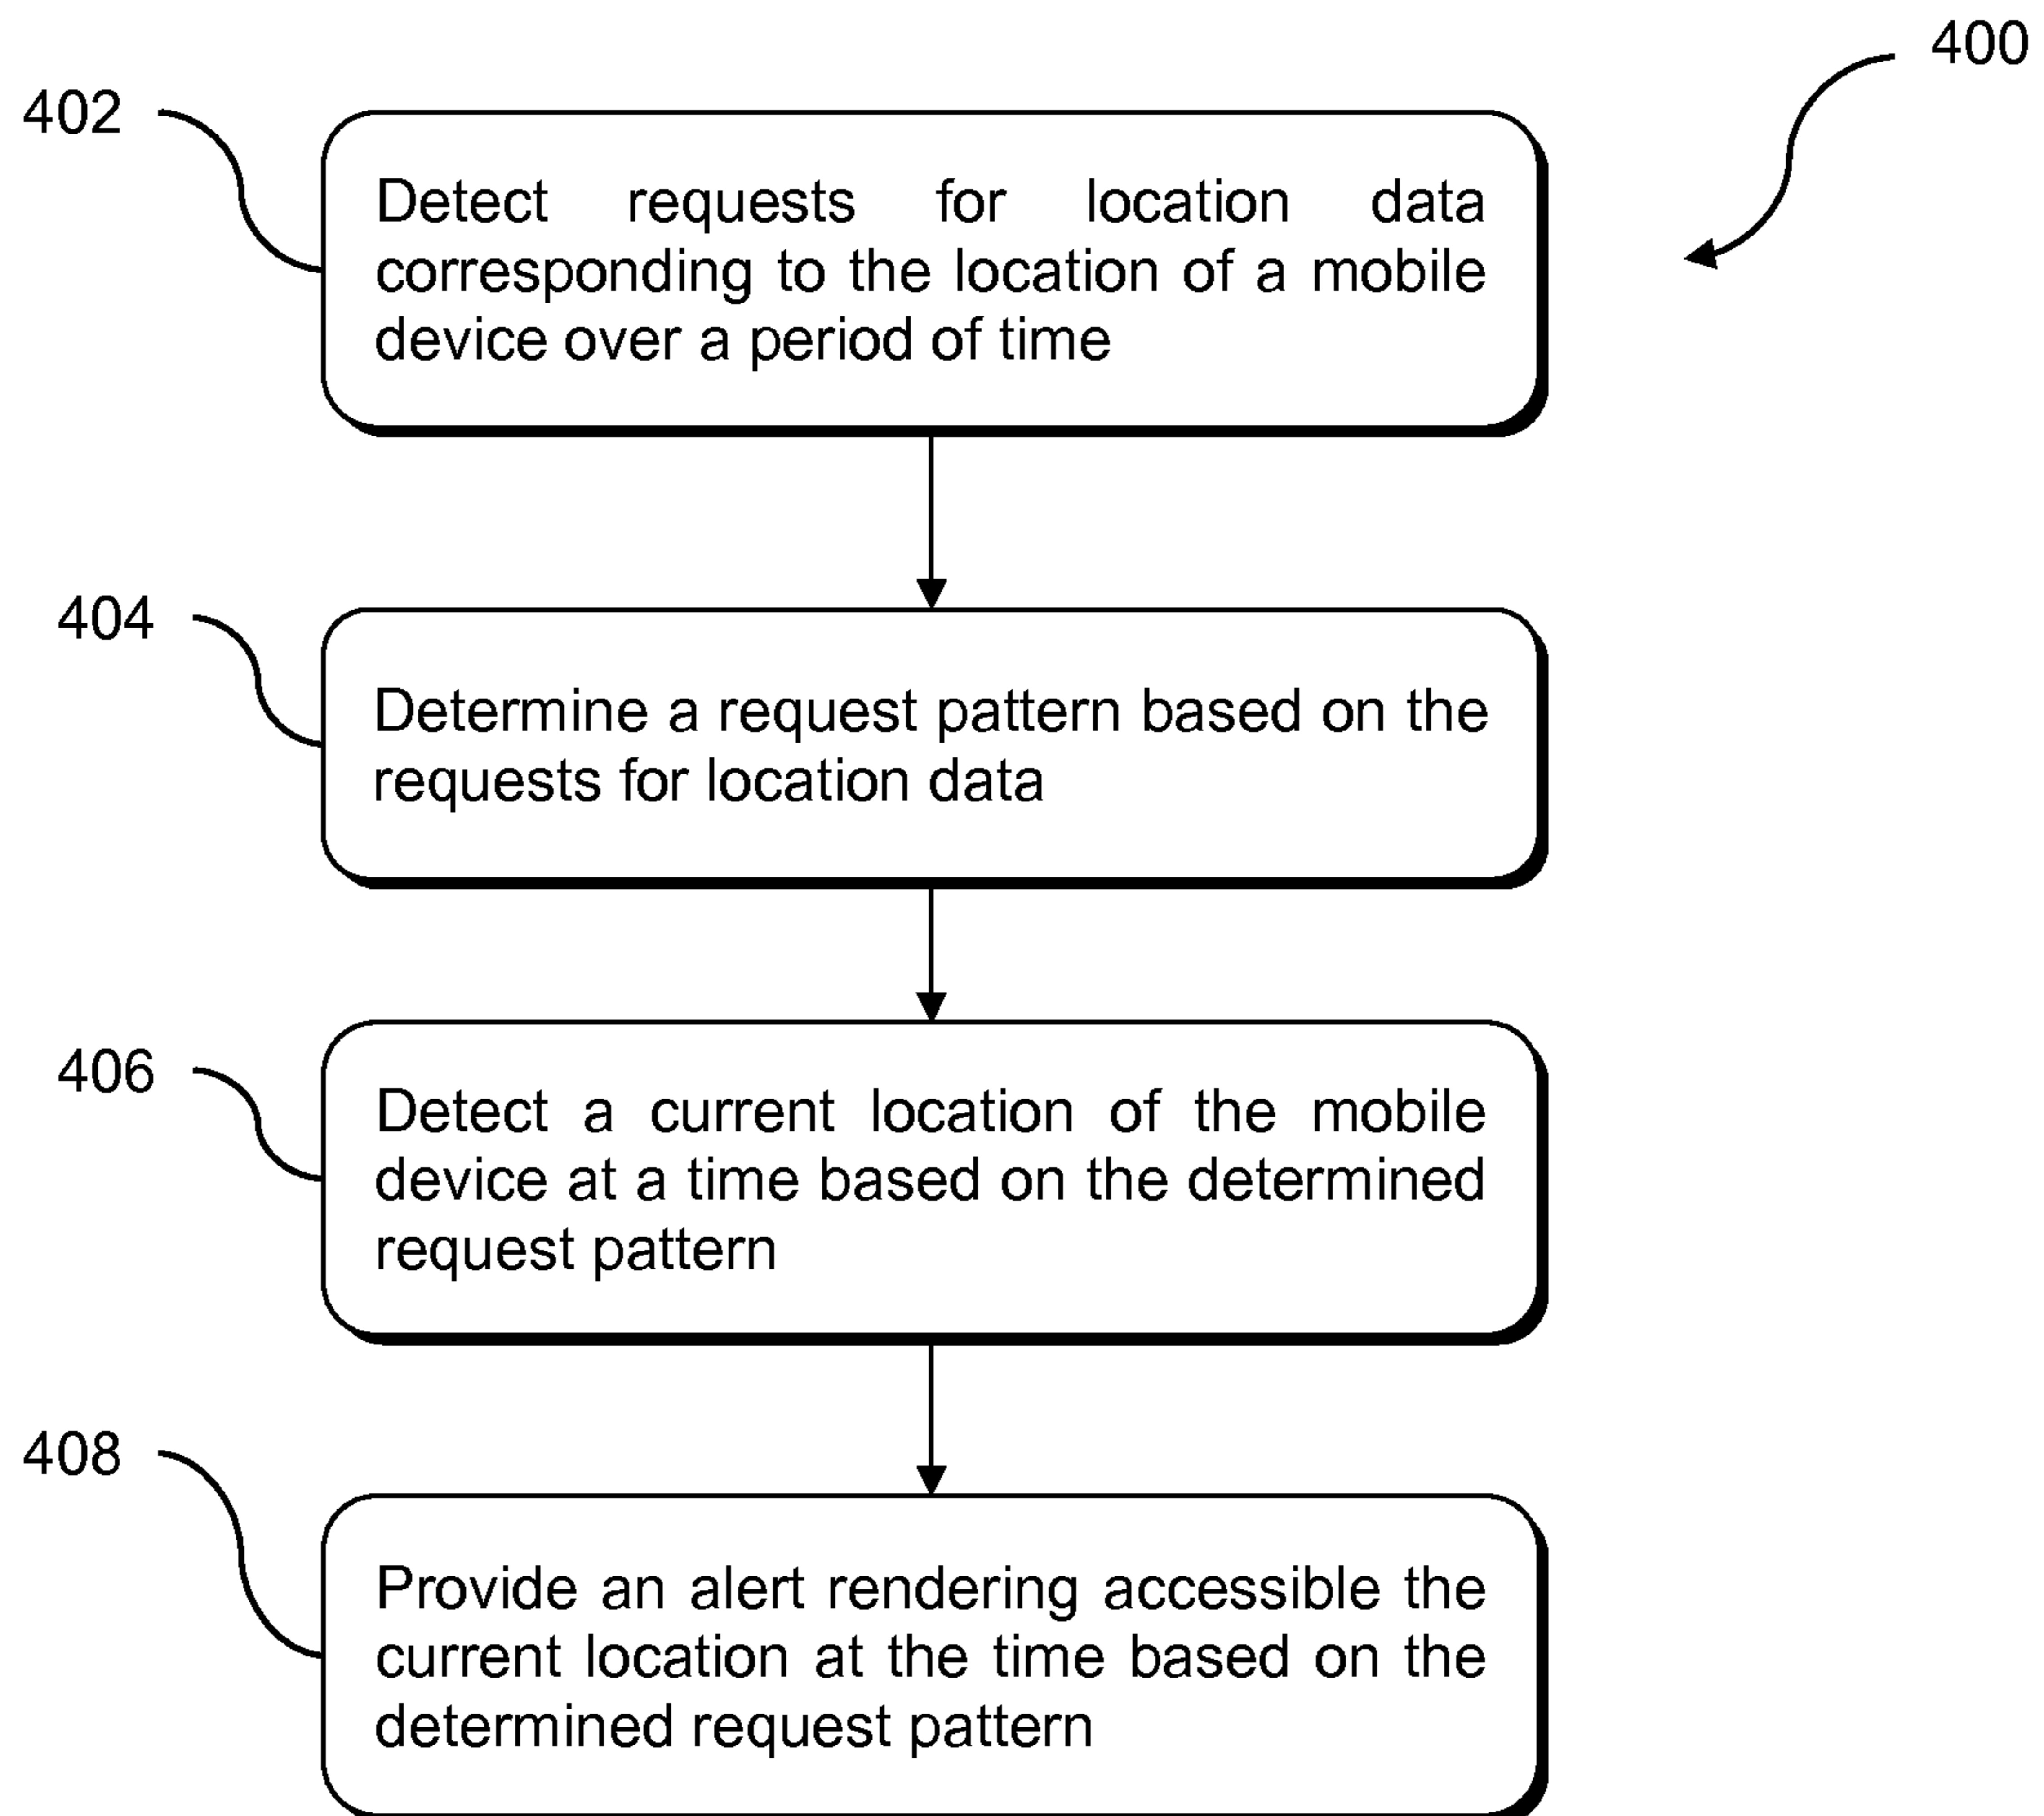 400
402
Detect requests for location data
corresponding to the location of a mobile
device over a period of time
404
Determine a request pattern based on the
requests for location data
406
Detect a current location of the mobile
device at a time based on the determined
request pattern
408
Provide an alert rendering accessible the
current location at the time based on the
determined request pattern